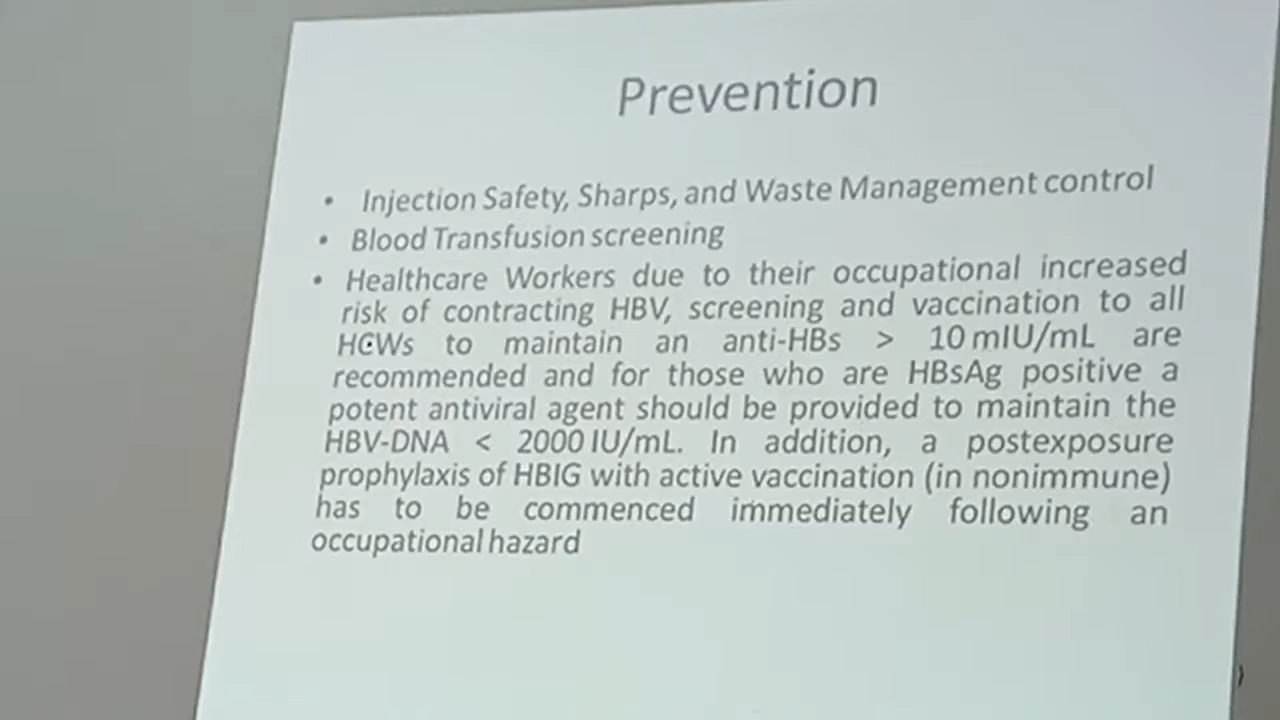 Prevention
• Injection Safety, Sharps, and Waste Management control
• Blood Transfusion screening
• Healthcare Workers due to their occupational increased
risk of contracting HBV, screening and vaccination to all
HCWs to maintain an anti-HBs > 10 mIU/mL are
recommended and for those who are HBsAg positive a
potent antiviral agent should be provided to maintain the
HBV-DNA < 2000 IU/mL. In addition, a postexposure
prophylaxis of HBIG with active vaccination (in nonimmune)
has to be commenced immediately following an
occupational hazard